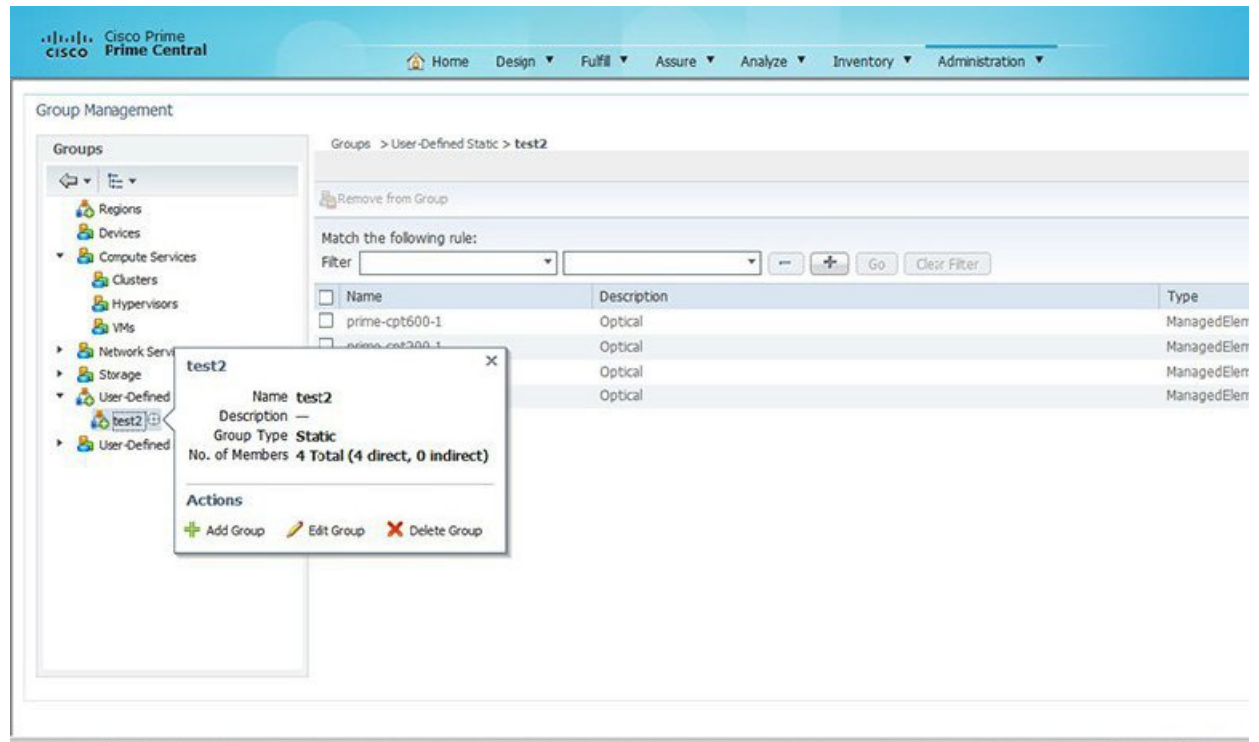 Cisco Prime
CISCO Prime Central
Home Design Fulfill Assure Analyze Inventory Administration
Group Management
Groups
Groups > User-Defined Static > test2
Regions
Devices
Compute Services
Clusters
Hypervisors
VMs
Network Servi
Storage
User-Defined
test2
User-Defined
Remove from Group
Match the following rule:
Filter Go Clear Filter
Name Description Type
prime-cpt600-1 Optical ManagedElem
Optical ManagedElem
Optical ManagedElem
Optical ManagedElem
test2
Name test2
Description —
Group Type Static
No. of Members 4 Total (4 direct, 0 indirect)
Actions
Add Group Edit Group Delete Group